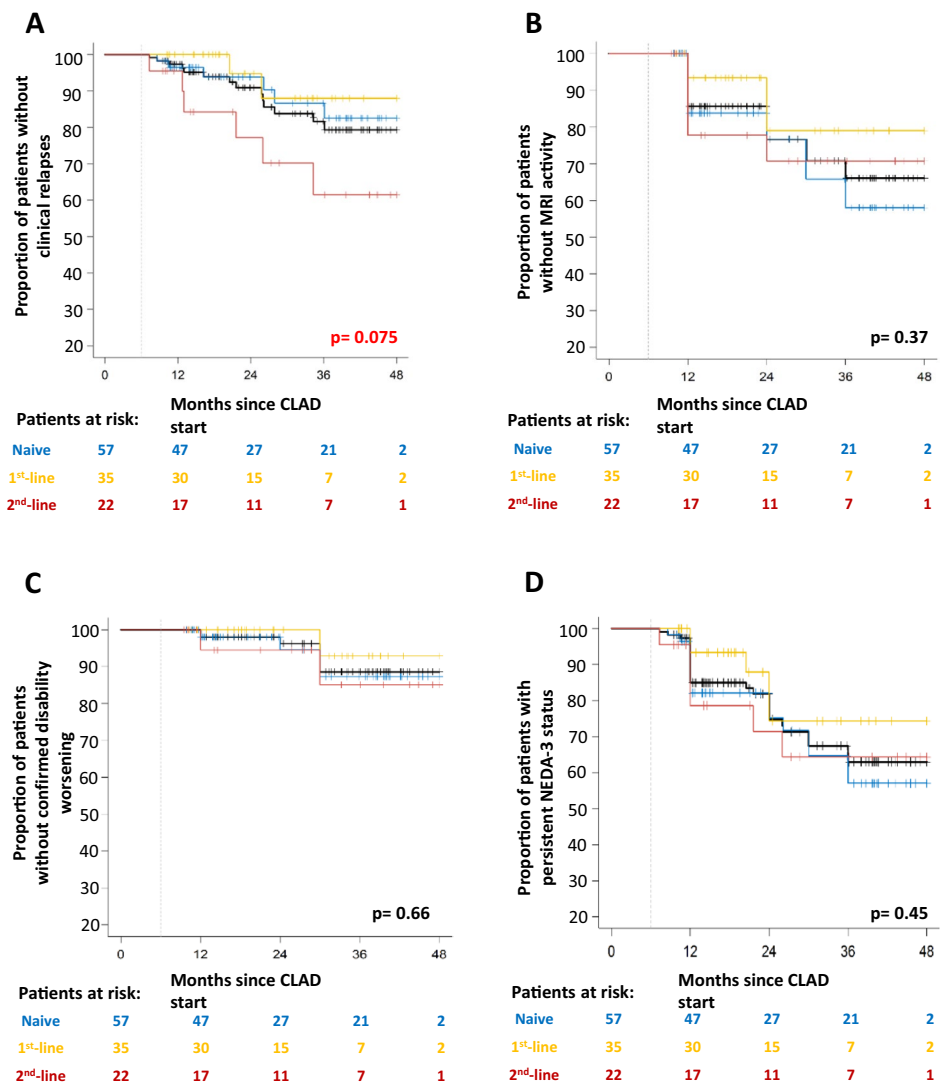 A
Proportion of patients without
clinical relapses
100
90
80
70
60
50
40
30
20
p= 0.075
0 12 24 36 48
Months since CLAD
start
Patients at risk:
Naive 57 47 27 21 2
1st-line 35 30 15 7 2
2nd-line 22 17 11 7 1
B
Proportion of patients
without MRI activity
100
90
80
70
60
50
40
30
20
p= 0.37
0 12 24 36 48
Months since CLAD
start
Patients at risk:
Naive 57 47 27 21 2
1st-line 35 30 15 7 2
2nd-line 22 17 11 7 1
C
Proportion of patients
without confirmed disability
worsening
100
90
80
70
60
50
40
30
20
p= 0.66
0 12 24 36 48
Months since CLAD
start
Patients at risk:
Naive 57 47 27 21 2
1st-line 35 30 15 7 2
2nd-line 22 17 11 7 1
D
Proportion of patients with
persistent NEDA-3 status
100
90
80
70
60
50
40
30
20
p= 0.45
0 12 24 36 48
Months since CLAD
start
Patients at risk:
Naive 57 47 27 21 2
1st-line 35 30 15 7 2
2nd-line 22 17 11 7 1